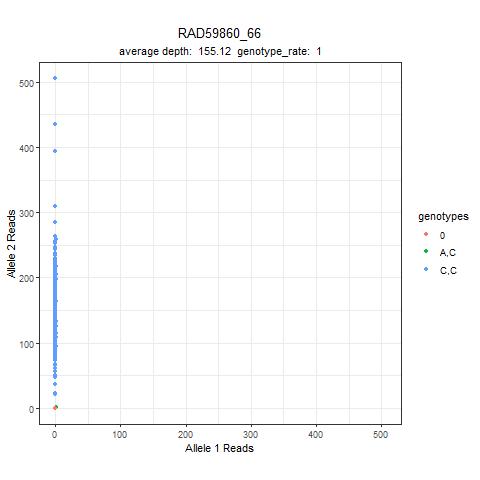 RAD59860_66
average depth: 155.12 genotype_rate: 1
500
400
300
200
100
0
Allele 2 Reads
0 100 200 300 400 500
Allele 1 Reads
genotypes
0
A,C
C,C